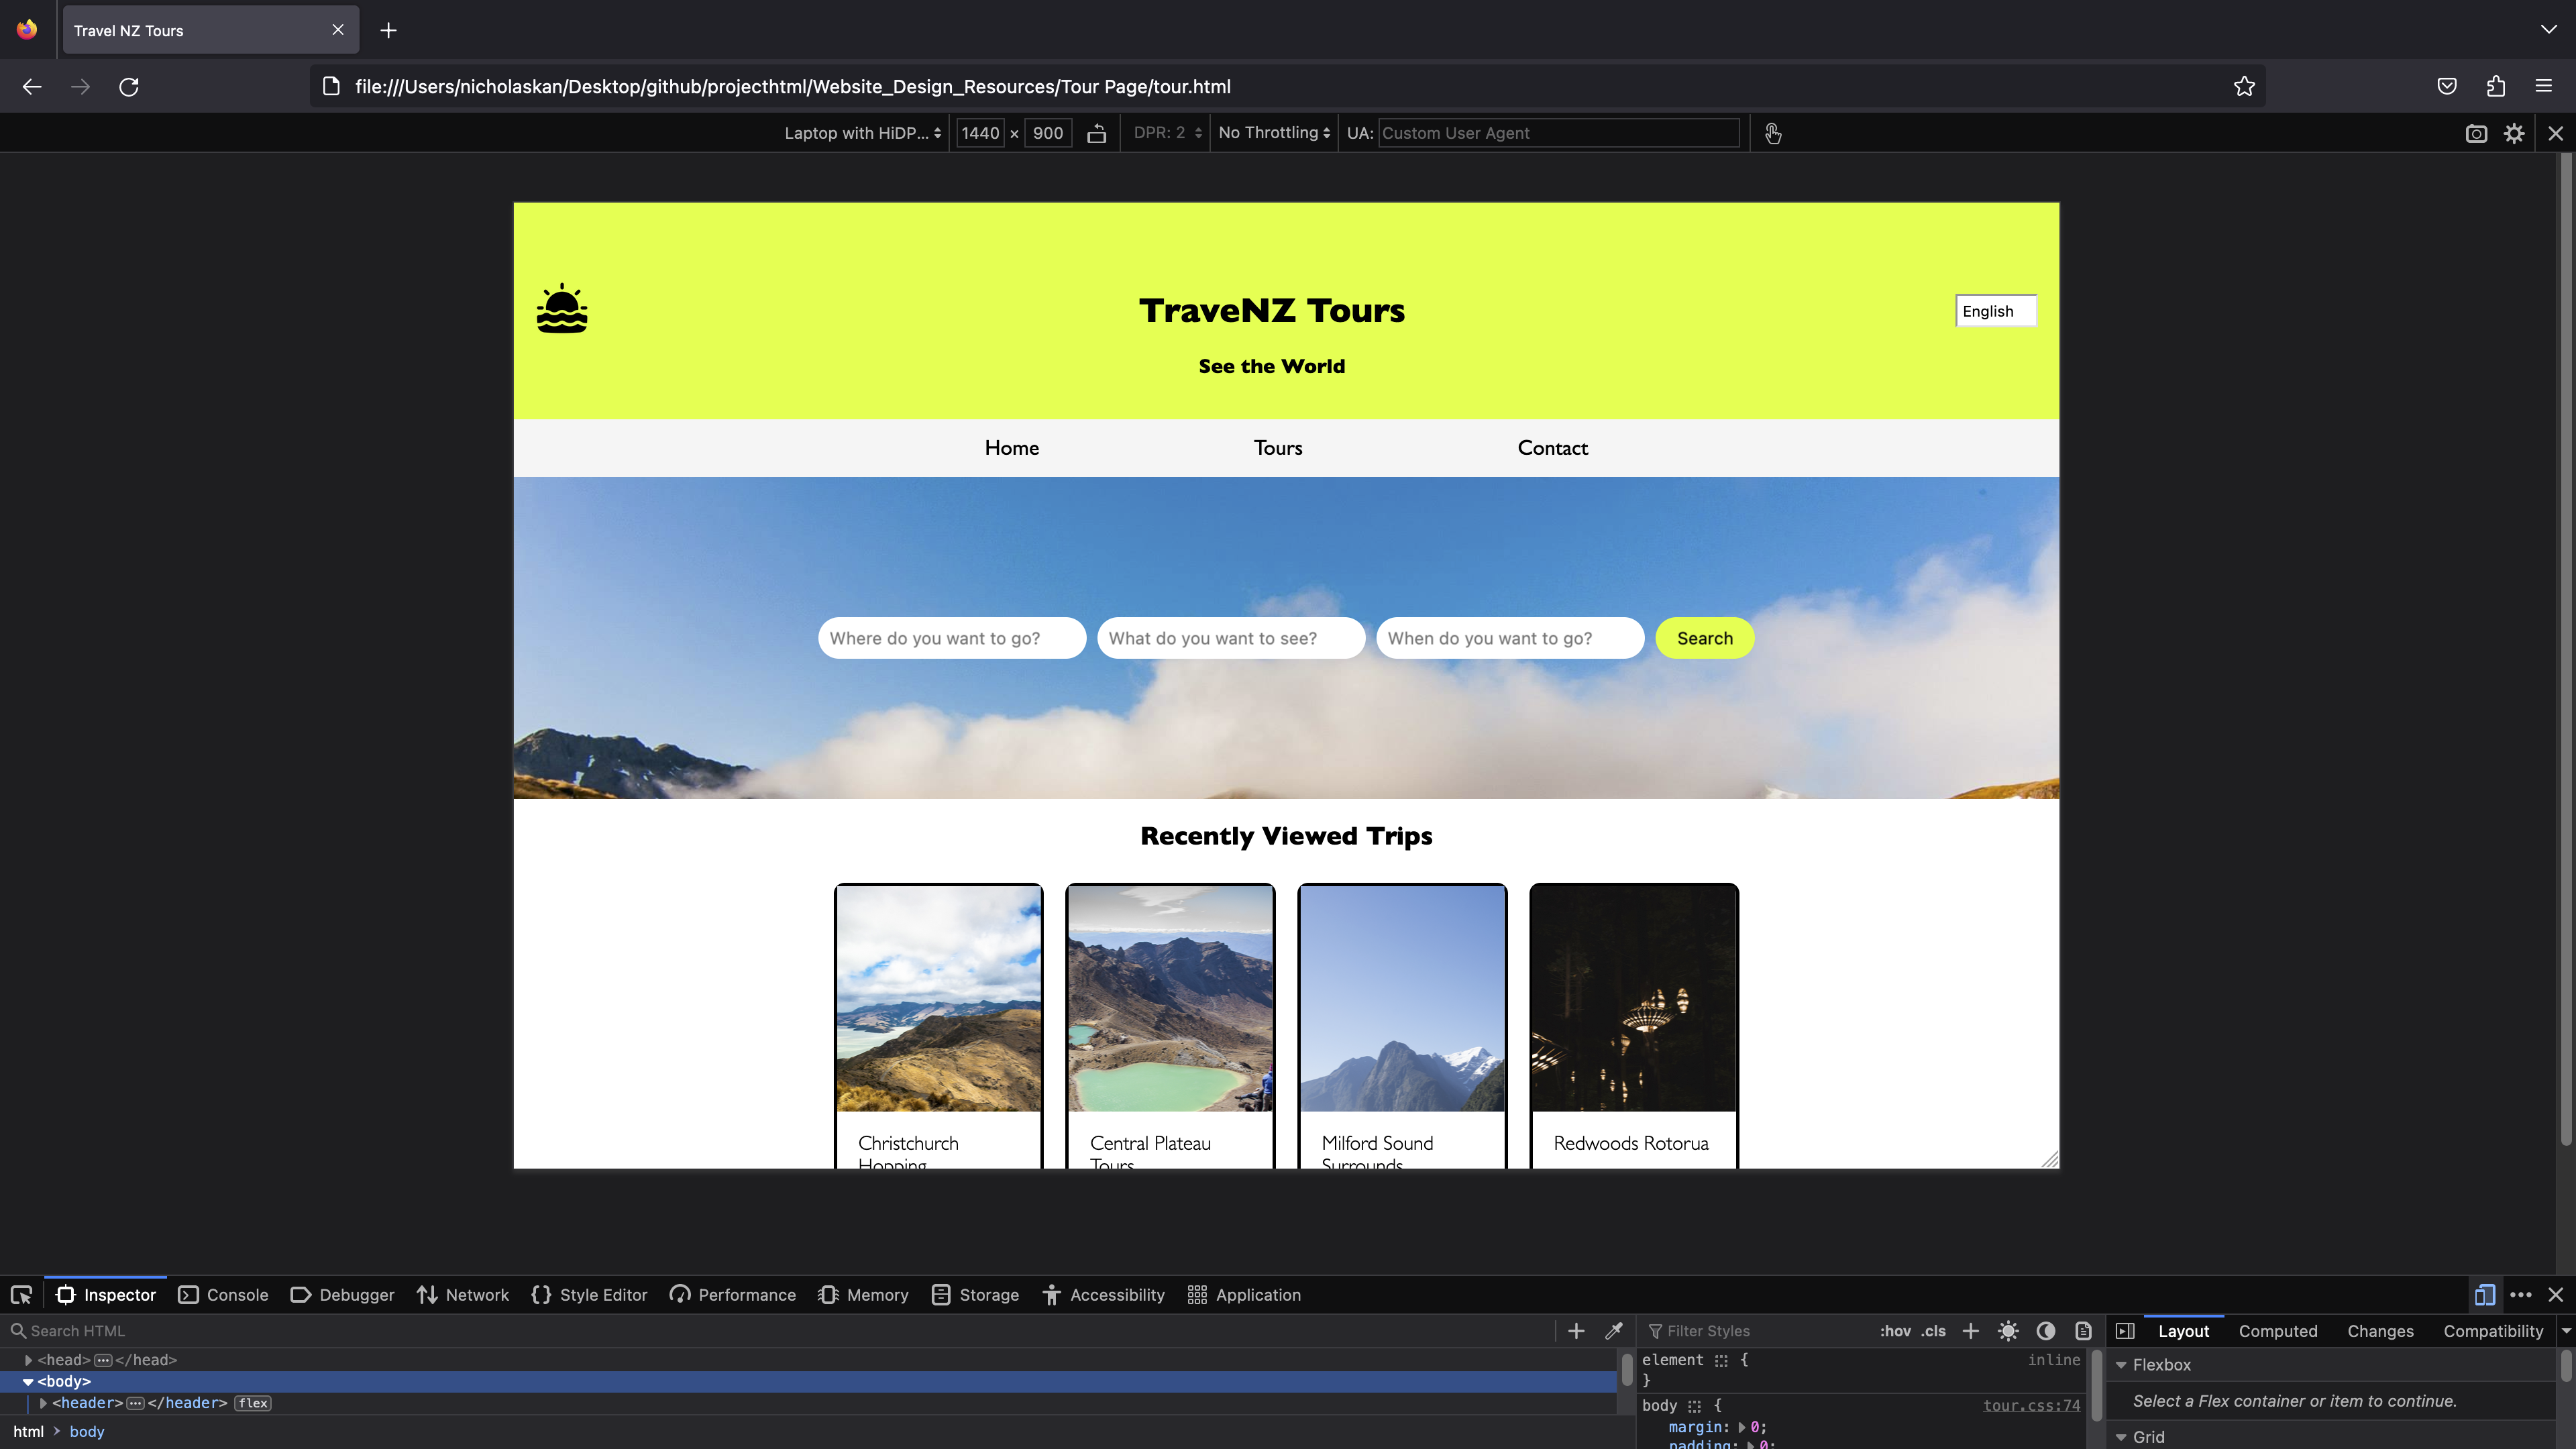 Travel NZ Tours
file:///Users/nicholaskan/Desktop/github/projecthtml/Website_Design_Resources/Tour Page/tour.html
Laptop with HiDP... 1440 × 900 DPR: 2 No Throttling UA: Custom User Agent
TraveNZ Tours
English
See the World
Home Tours Contact
Where do you want to go? What do you want to see? When do you want to go? Search
Recently Viewed Trips
Christchurch Hopping
Central Plateau Tours
Milford Sound Surrounds
Redwoods Rotorua
Inspector Console Debugger Network Style Editor Performance Memory Storage Accessibility Application
Search HTML
Filter Styles :hov .cls
Layout Computed Changes Compatibility
<head>…</head>
<body>
<header>…</header> flex
html > body
element { inline
}
body { tour.css:74
margin: 0;
padding: 0;
Flexbox
Select a Flex container or item to continue.
Grid